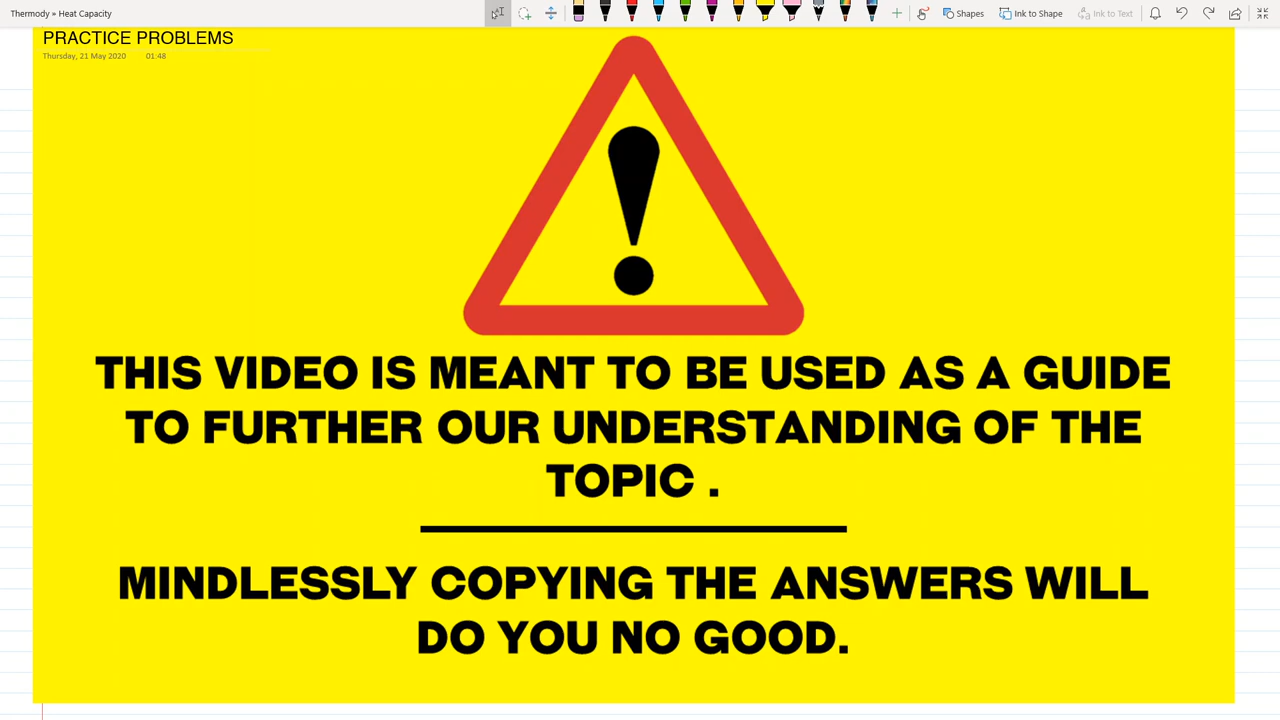 Thermody » Heat Capacity
Shapes
Ink to Shape
Ink to Text
PRACTICE PROBLEMS
Thursday, 21 May 2020 01:48
THIS VIDEO IS MEANT TO BE USED AS A GUIDE
TO FURTHER OUR UNDERSTANDING OF THE
TOPIC .
MINDLESSLY COPYING THE ANSWERS WILL
DO YOU NO GOOD.